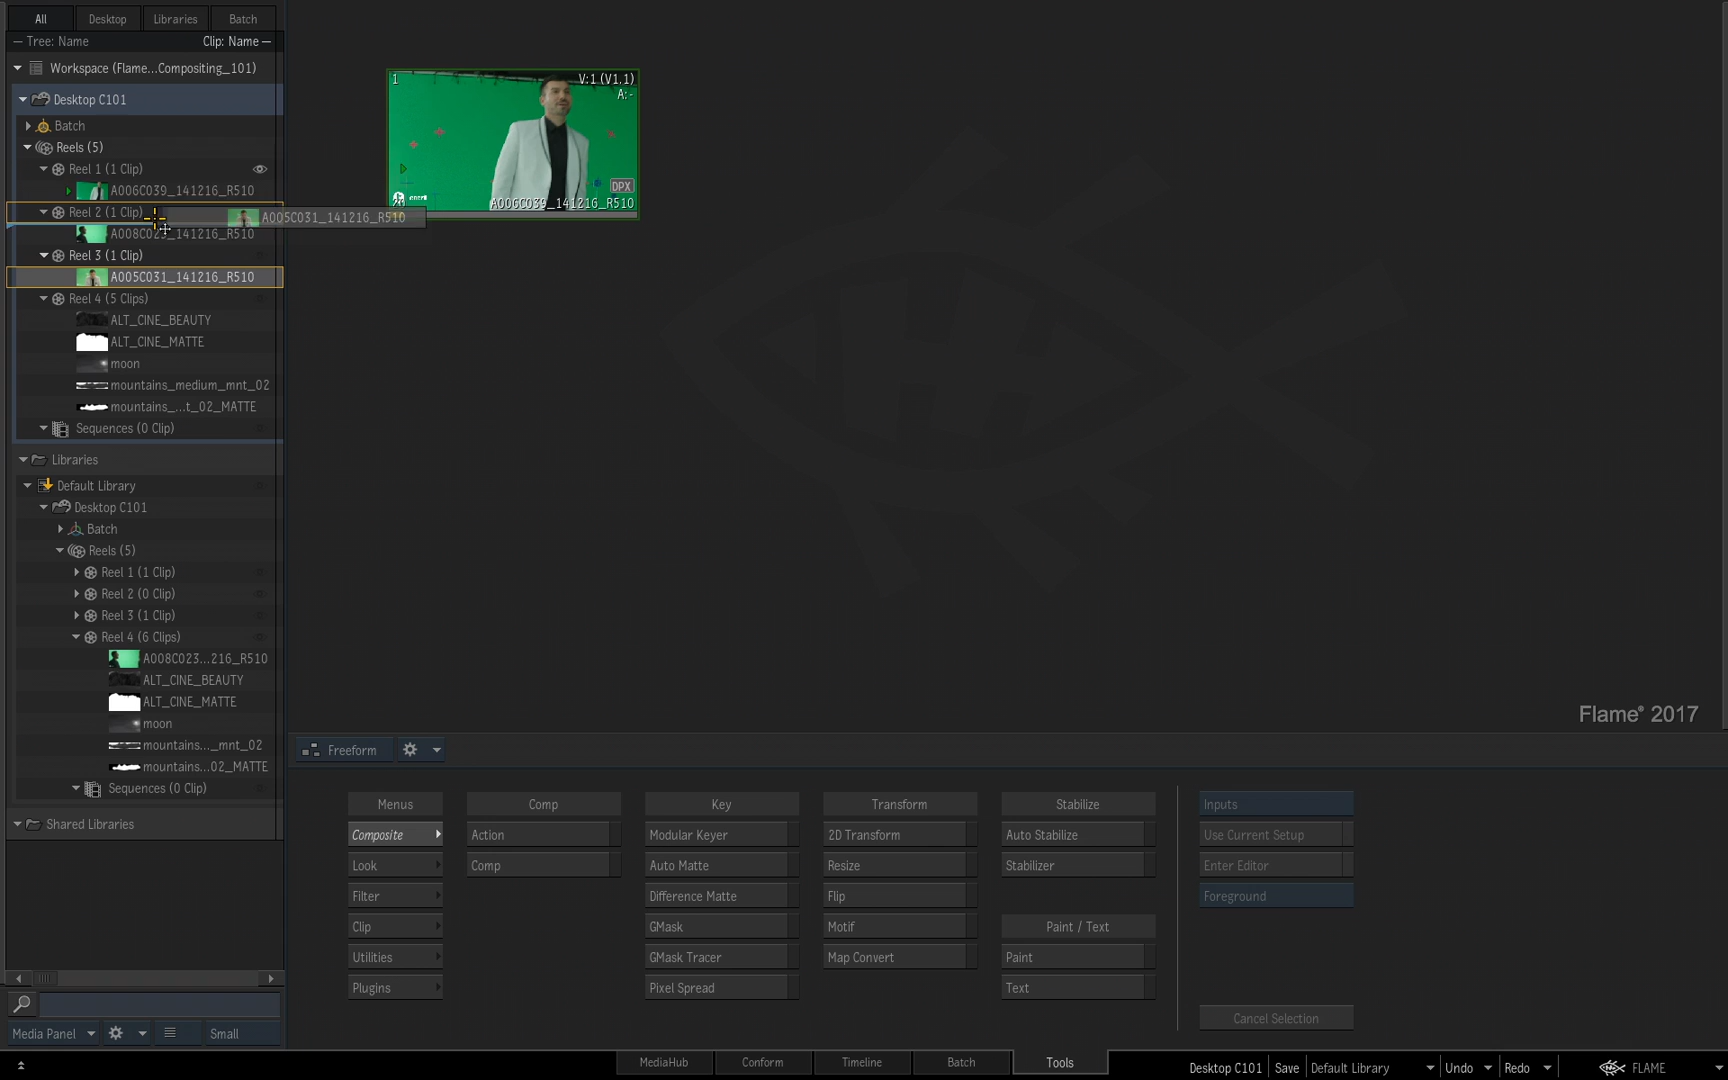 All Desktop Libraries Batch
Tree: Name Clip: Name
Workspace (Flame...Compositing_101)
Desktop C101
Batch
Reels (5)
Reel 1 (1 Clip)
A006C039_141216_R510
Reel 2 (1 Clip)
A005C031_141216_R510
_141216_R510
Reel 3 (1 Clip)
A005C031_141216_R510
Reel 4 (5 Clips)
ALT_CINE_BEAUTY
ALT_CINE_MATTE
moon
mountains_medium_mnt_02
mountains_...t_02_MATTE
Sequences (0 Clip)
Libraries
Default Library
Desktop C101
Batch
Reels (5)
Reel 1 (1 Clip)
Reel 2 (0 Clip)
Reel 3 (1 Clip)
Reel 4 (6 Clips)
A008C023...216_R510
ALT_CINE_BEAUTY
ALT_CINE_MATTE
moon
mountains..._mnt_02
mountains...02_MATTE
Sequences (0 Clip)
Shared Libraries
Media Panel Small
1 V:1 (V1.1)
A:-
DPX
A006C039_141216_R510
Flame® 2017
Freeform
Menus Comp Key Transform Stabilize Inputs
Composite Action Modular Keyer 2D Transform Auto Stabilize Use Current Setup
Look Comp Auto Matte Resize Stabilizer Enter Editor
Filter Difference Matte Flip Foreground
Clip GMask Motif Paint / Text
Utilities GMask Tracer Map Convert Paint
Plugins Pixel Spread Text
Cancel Selection
MediaHub Conform Timeline Batch Tools Desktop C101 Save Default Library Undo Redo FLAME